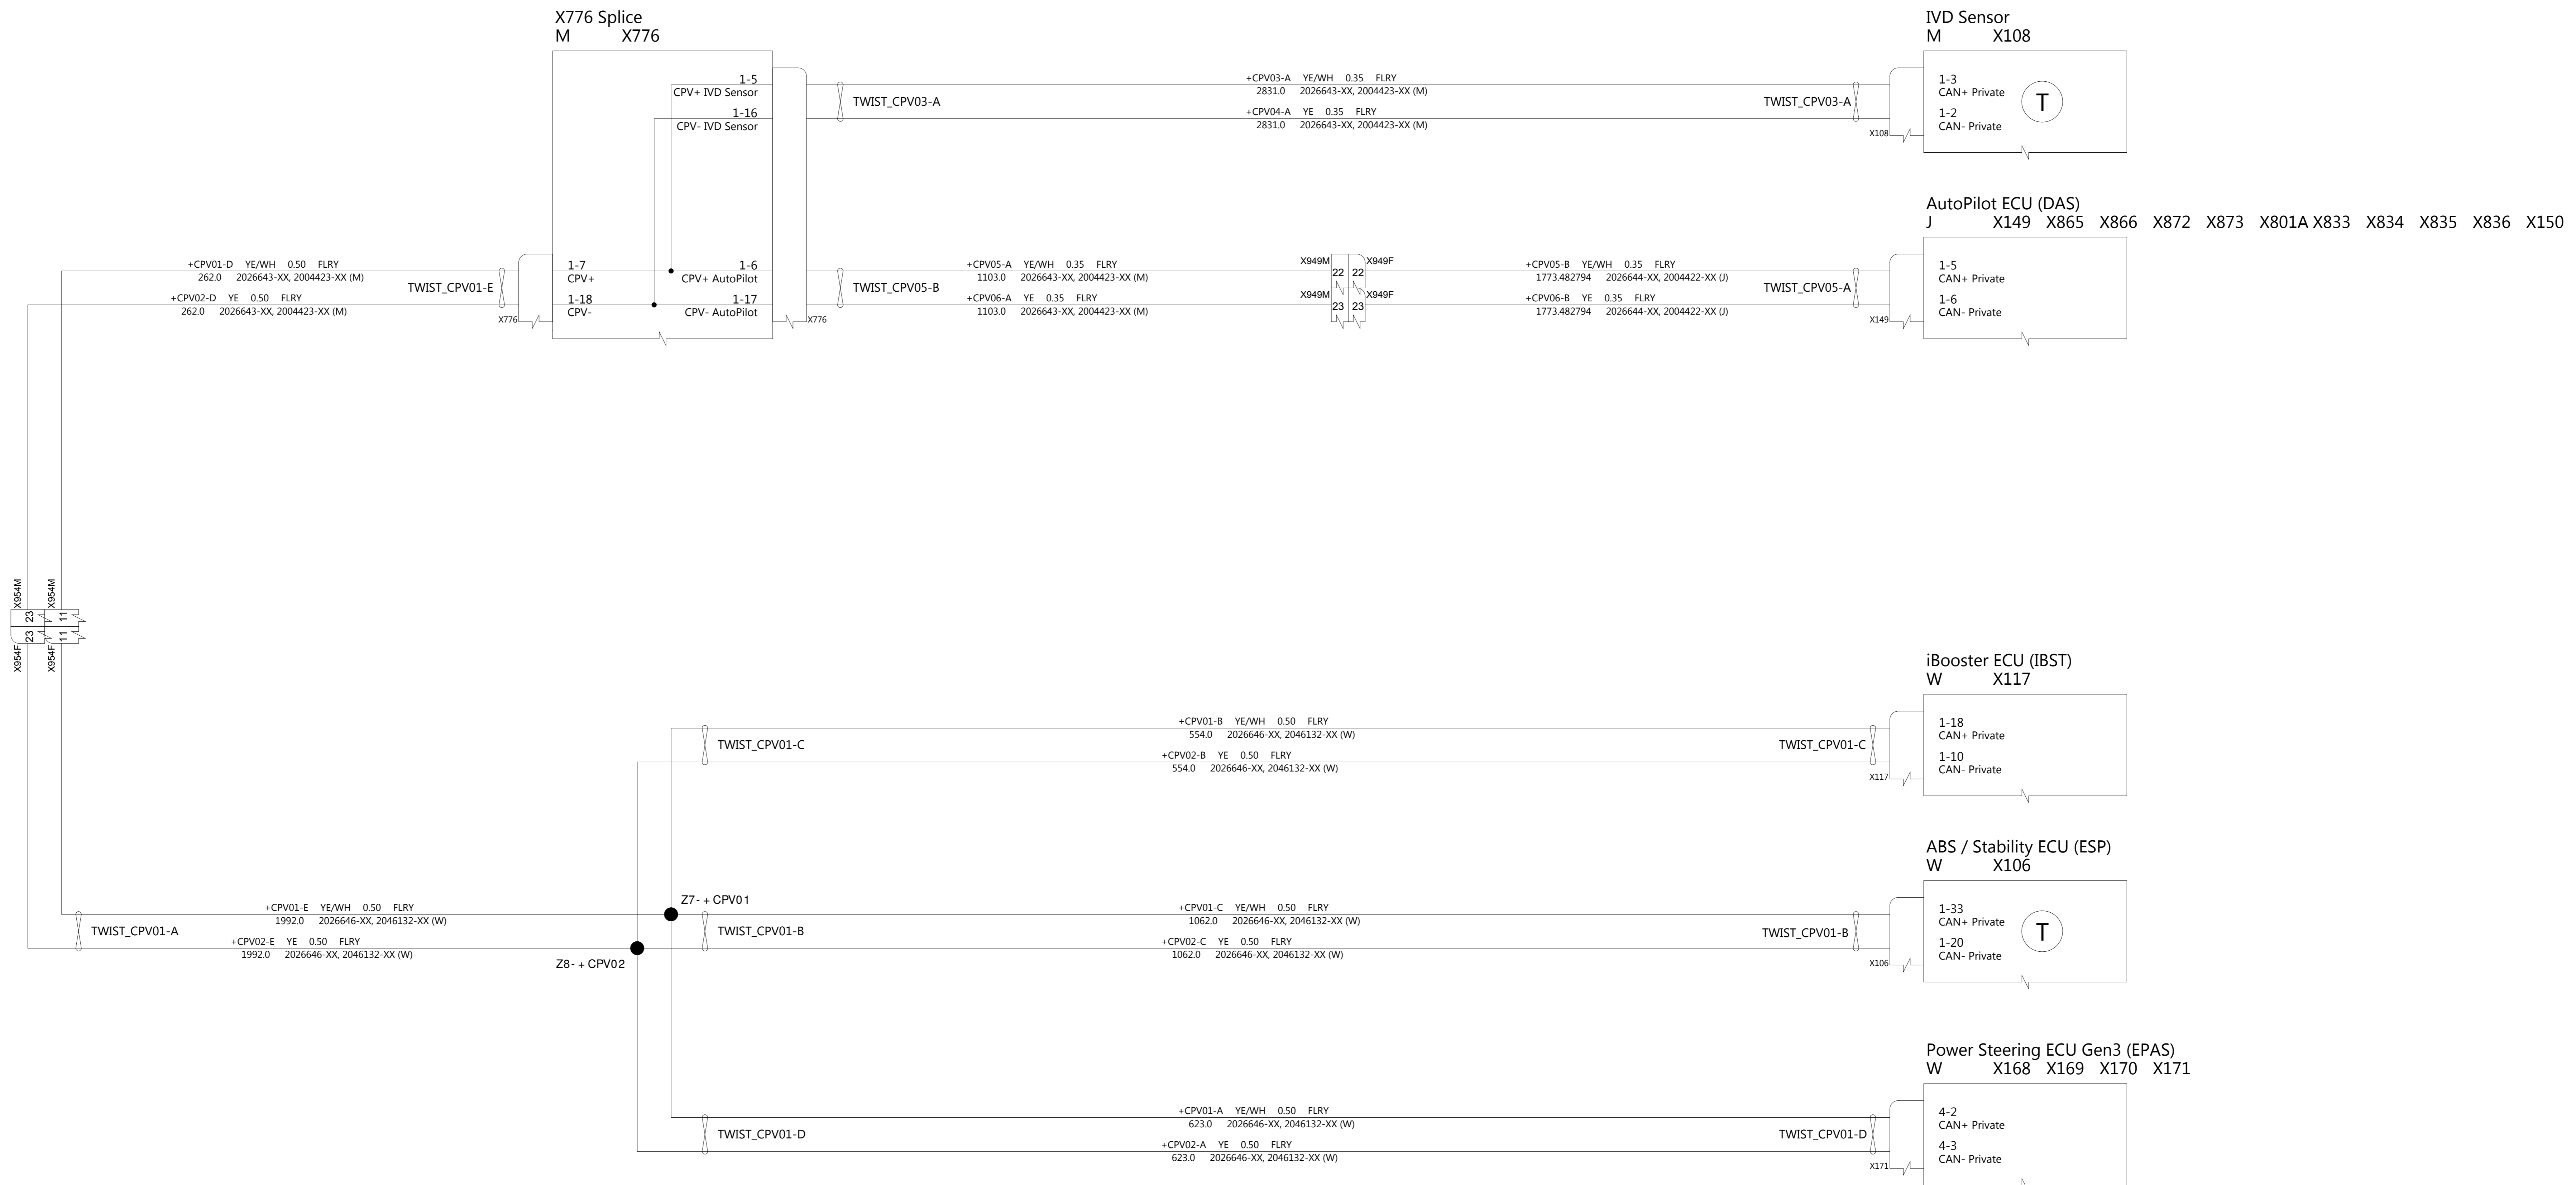 X776 Splice
M X776
1-5
CPV+ IVD Sensor
1-16
CPV- IVD Sensor
1-7
CPV+
1-6
CPV+ AutoPilot
1-18
CPV-
1-17
CPV- AutoPilot
X776
X776
TWIST_CPV03-A
+CPV03-A YE/WH 0.35 FLRY
2831.0 2026643-XX, 2004423-XX (M)
+CPV04-A YE 0.35 FLRY
2831.0 2026643-XX, 2004423-XX (M)
TWIST_CPV03-A
X108
IVD Sensor
M X108
1-3
CAN+ Private
1-2
CAN- Private
T
+CPV01-D YE/WH 0.50 FLRY
262.0 2026643-XX, 2004423-XX (M)
+CPV02-D YE 0.50 FLRY
262.0 2026643-XX, 2004423-XX (M)
TWIST_CPV01-E
TWIST_CPV05-B
+CPV05-A YE/WH 0.35 FLRY
1103.0 2026643-XX, 2004423-XX (M)
+CPV06-A YE 0.35 FLRY
1103.0 2026643-XX, 2004423-XX (M)
X949M 22 22 X949F
X949M 23 23 X949F
+CPV05-B YE/WH 0.35 FLRY
1773.482794 2026644-XX, 2004422-XX (J)
+CPV06-B YE 0.35 FLRY
1773.482794 2026644-XX, 2004422-XX (J)
TWIST_CPV05-A
X149
AutoPilot ECU (DAS)
J X149 X865 X866 X872 X873 X801A X833 X834 X835 X836 X150
1-5
CAN+ Private
1-6
CAN- Private
X954M 23 23 X954F
X954M 11 11 X954F
iBooster ECU (IBST)
W X117
+CPV01-B YE/WH 0.50 FLRY
554.0 2026646-XX, 2046132-XX (W)
TWIST_CPV01-C
+CPV02-B YE 0.50 FLRY
554.0 2026646-XX, 2046132-XX (W)
TWIST_CPV01-C
X117
1-18
CAN+ Private
1-10
CAN- Private
ABS / Stability ECU (ESP)
W X106
+CPV01-E YE/WH 0.50 FLRY
1992.0 2026646-XX, 2046132-XX (W)
TWIST_CPV01-A
+CPV02-E YE 0.50 FLRY
1992.0 2026646-XX, 2046132-XX (W)
Z7- + CPV01
Z8- + CPV02
TWIST_CPV01-B
+CPV01-C YE/WH 0.50 FLRY
1062.0 2026646-XX, 2046132-XX (W)
+CPV02-C YE 0.50 FLRY
1062.0 2026646-XX, 2046132-XX (W)
TWIST_CPV01-B
X106
1-33
CAN+ Private
1-20
CAN- Private
T
Power Steering ECU Gen3 (EPAS)
W X168 X169 X170 X171
+CPV01-A YE/WH 0.50 FLRY
623.0 2026646-XX, 2046132-XX (W)
TWIST_CPV01-D
+CPV02-A YE 0.50 FLRY
623.0 2026646-XX, 2046132-XX (W)
TWIST_CPV01-D
X171
4-2
CAN+ Private
4-3
CAN- Private